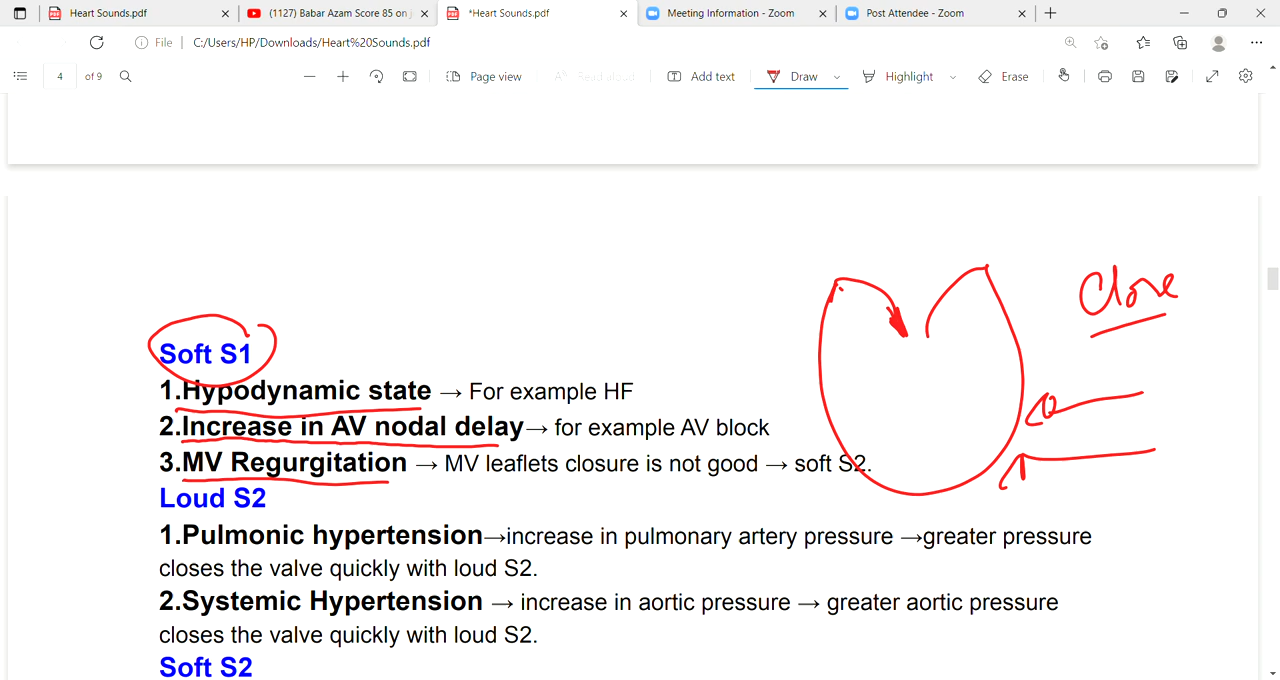 Heart Sounds.pdf
(1127) Babar Azam Score 85 on j
*Heart Sounds.pdf
Meeting Information - Zoom
Post Attendee - Zoom
File | C:/Users/HP/Downloads/Heart%20Sounds.pdf
4 of 9
Page view
Read aloud
Add text
Draw
Highlight
Erase
Close
Soft S1
1.Hypodynamic state → For example HF
2.Increase in AV nodal delay→ for example AV block
3.MV Regurgitation → MV leaflets closure is not good → soft S2.
Loud S2
1.Pulmonic hypertension→increase in pulmonary artery pressure →greater pressure
closes the valve quickly with loud S2.
2.Systemic Hypertension → increase in aortic pressure → greater aortic pressure
closes the valve quickly with loud S2.
Soft S2